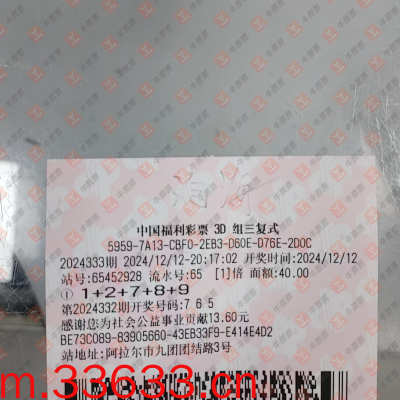 中国福利彩票 3D 组三复式
5959-7A13-CBF0-2EB3-D60E-D76E-2D0C
2024333期 2024/12/12-20:17:02 开奖时间:2024/12/12
站号:65452928 流水号:65 [1]倍 面额:40.00
① 1+2+7+8+9
第2024332期开奖号码:7 6 5
感谢您为社会公益事业贡献13.60元
BE73C089-83905660-43EB33F9-E414E4D2
站地址:阿拉尔市九团团结路3号
m.33633.cn